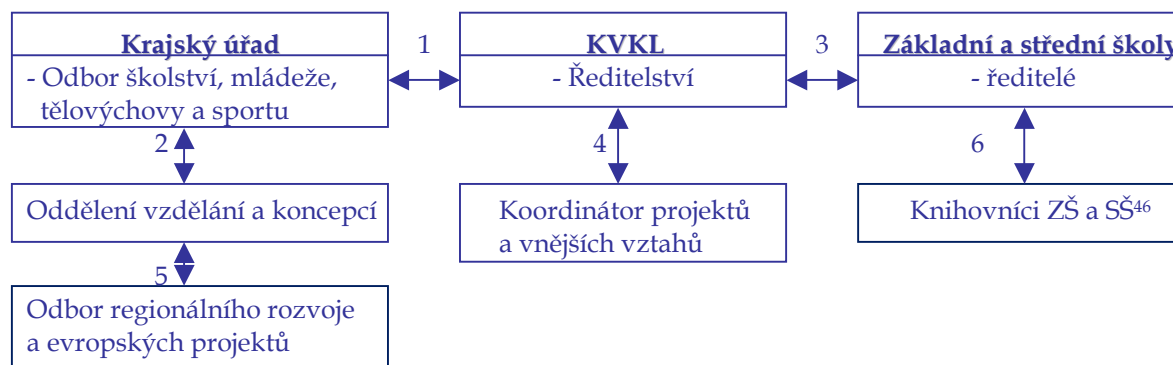 Krajský úřad
- Odbor školství, mládeže,
tělovýchovy a sportu
1
KVKL
- Ředitelství
3
Základní a střední školy
- ředitelé
2
4
6
Oddělení vzdělání a koncepcí
Koordinátor projektů
a vnějších vztahů
Knihovníci ZŠ a SŠ⁴⁶
5
Odbor regionálního rozvoje
a evropských projektů